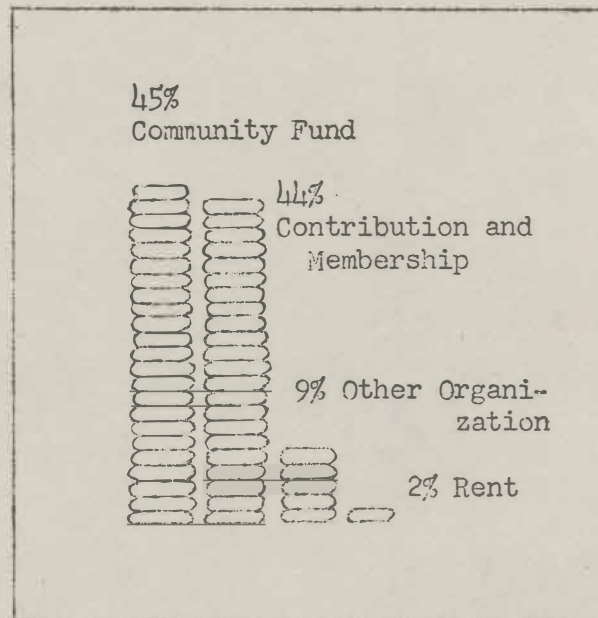 45%
Community Fund
44%
Contribution and
Membership
9% Other Organi-
zation
2% Rent